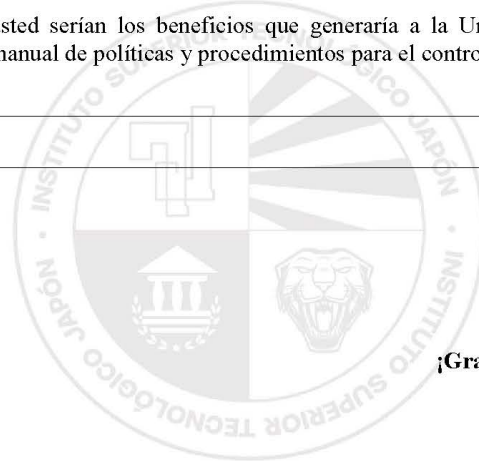 usted serían los beneficios que generaría a la Un
manual de políticas y procedimientos para el contro
INSTITUTO SUPERIOR TECNOLÓGICO JAPÓN
INSTITUTO SUPERIOR TECNOLÓGICO JAPÓN
¡Gra